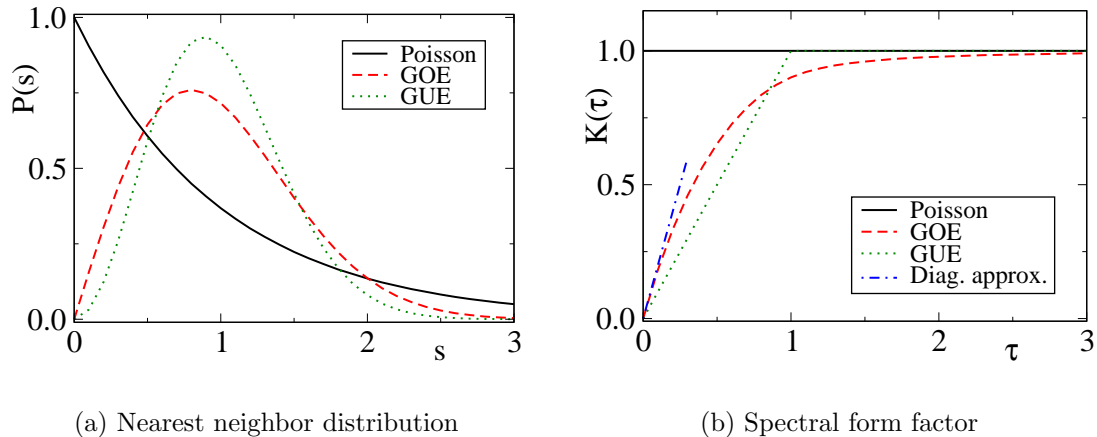 1.0
0.5
0.0
P(s)
Poisson
GOE
GUE
0 1 2 3
s
(a) Nearest neighbor distribution
1.0
0.5
0.0
K(τ)
Poisson
GOE
GUE
Diag. approx.
0 1 2 3
τ
(b) Spectral form factor